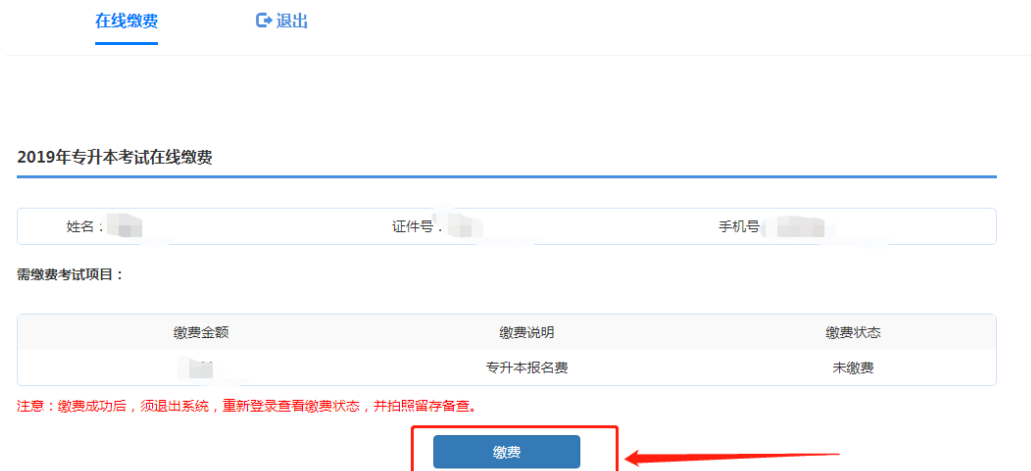 在线缴费 退出
2019年专升本考试在线缴费
姓名： 证件号： 手机号
需缴费考试项目：
缴费金额 缴费说明 缴费状态
专升本报名费 未缴费
注意：缴费成功后，须退出系统，重新登录查看缴费状态，并拍照留存备查。
缴费